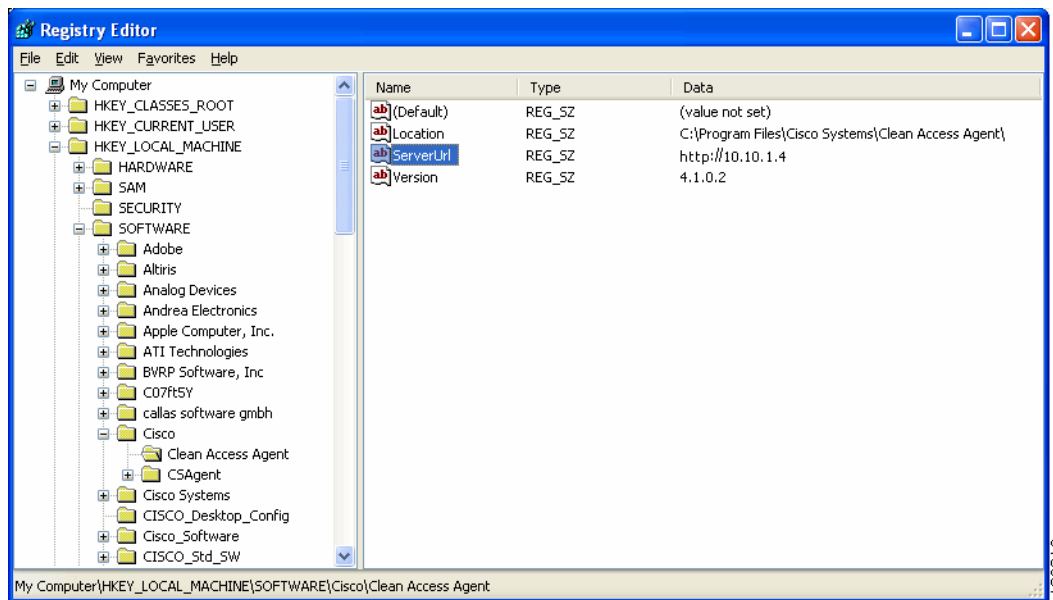 Registry Editor
File Edit View Favorites Help
My Computer
HKEY_CLASSES_ROOT
HKEY_CURRENT_USER
HKEY_LOCAL_MACHINE
HARDWARE
SAM
SECURITY
SOFTWARE
Adobe
Altiris
Analog Devices
Andrea Electronics
Apple Computer, Inc.
ATI Technologies
BVRP Software, Inc
C07ft5Y
callas software gmbh
Cisco
Clean Access Agent
CSAgent
Cisco Systems
CISCO_Desktop_Config
Cisco_Software
CISCO_Std_SW
Name Type Data
ab (Default) REG_SZ (value not set)
ab Location REG_SZ C:\Program Files\Cisco Systems\Clean Access Agent\
ab ServerUrl REG_SZ http://10.10.1.4
ab Version REG_SZ 4.1.0.2
My Computer\HKEY_LOCAL_MACHINE\SOFTWARE\Cisco\Clean Access Agent